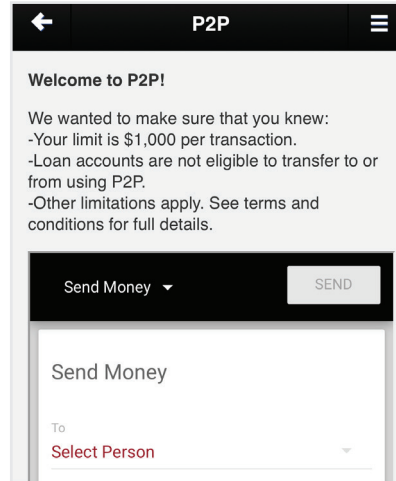 P2P
Welcome to P2P!
We wanted to make sure that you knew:
-Your limit is $1,000 per transaction.
-Loan accounts are not eligible to transfer to or
from using P2P.
-Other limitations apply. See terms and
conditions for full details.
Send Money
SEND
Send Money
To
Select Person